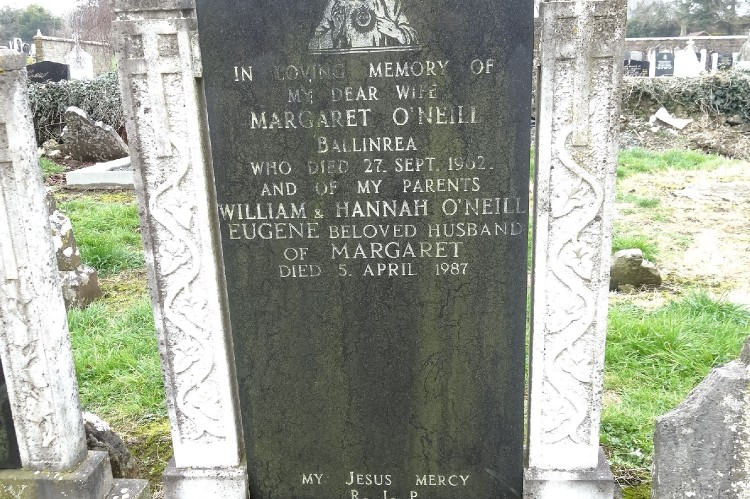 IN LOVING MEMORY OF
MY DEAR WIFE
MARGARET O'NEILL
BALLINREA
WHO DIED 27. SEPT. 1962.
AND OF MY PARENTS
WILLIAM & HANNAH O'NEILL
EUGENE BELOVED HUSBAND
OF MARGARET
DIED 5. APRIL 1987
MY JESUS MERCY
R. I. P.